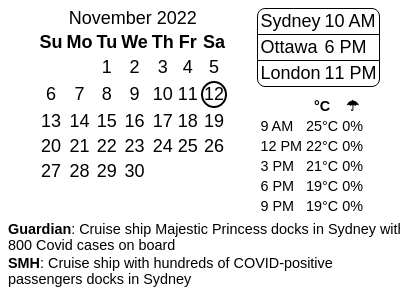 November 2022
Su Mo Tu We Th Fr Sa
1 2 3 4 5
6 7 8 9 10 11 12
13 14 15 16 17 18 19
20 21 22 23 24 25 26
27 28 29 30
Sydney 10 AM
Ottawa 6 PM
London 11 PM
°C ☂
9 AM 25°C 0%
12 PM 22°C 0%
3 PM 21°C 0%
6 PM 19°C 0%
9 PM 19°C 0%
Guardian: Cruise ship Majestic Princess docks in Sydney with
800 Covid cases on board
SMH: Cruise ship with hundreds of COVID-positive
passengers docks in Sydney